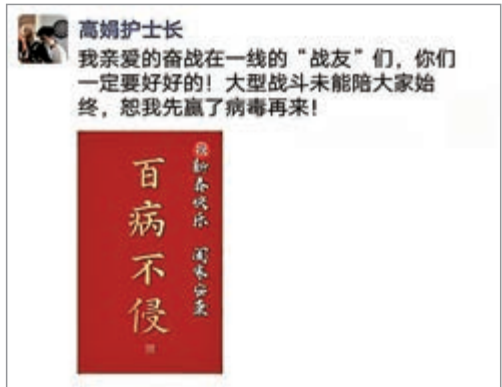 高娟护士长
我亲爱的奋战在一线的“战友”们，你们
一定要好好的！大型战斗未能陪大家始
终，恕我先赢了病毒再来！
祝新春快乐 阖家安康
百病不侵